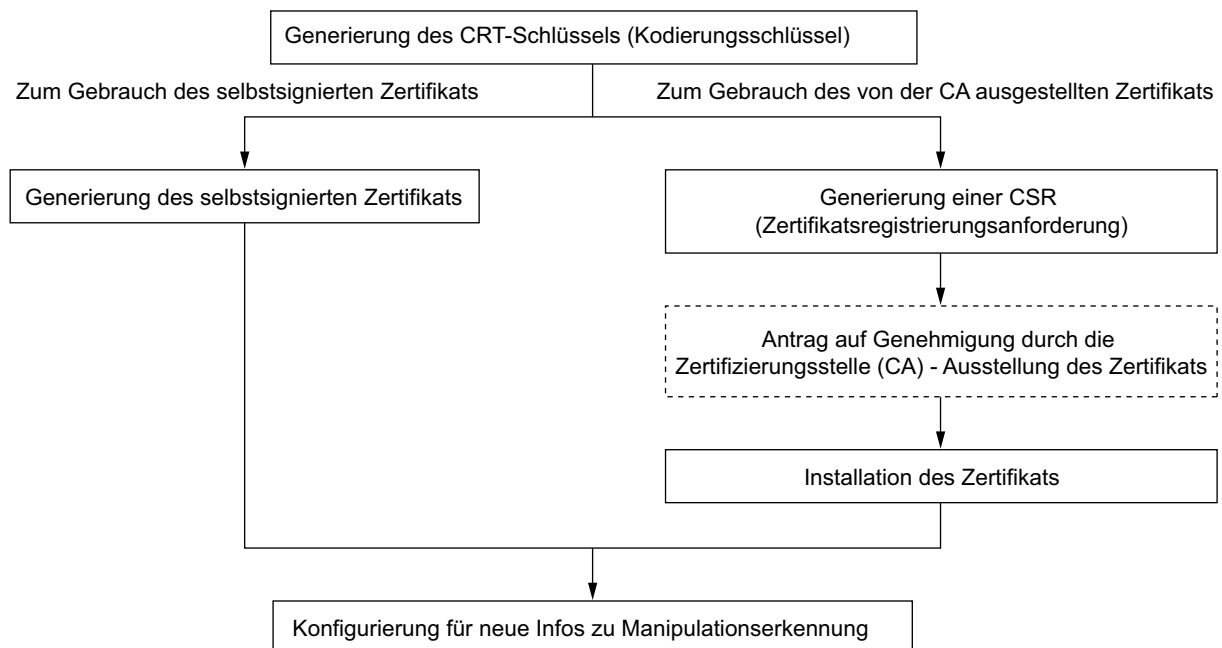 Generierung des CRT-Schlüssels (Kodierungsschlüssel)
Zum Gebrauch des selbstsignierten Zertifikats
Zum Gebrauch des von der CA ausgestellten Zertifikats
Generierung des selbstsignierten Zertifikats
Generierung einer CSR
(Zertifikatsregistrierungsanforderung)
Antrag auf Genehmigung durch die
Zertifizierungsstelle (CA) - Ausstellung des Zertifikats
Installation des Zertifikats
Konfigurierung für neue Infos zu Manipulationserkennung